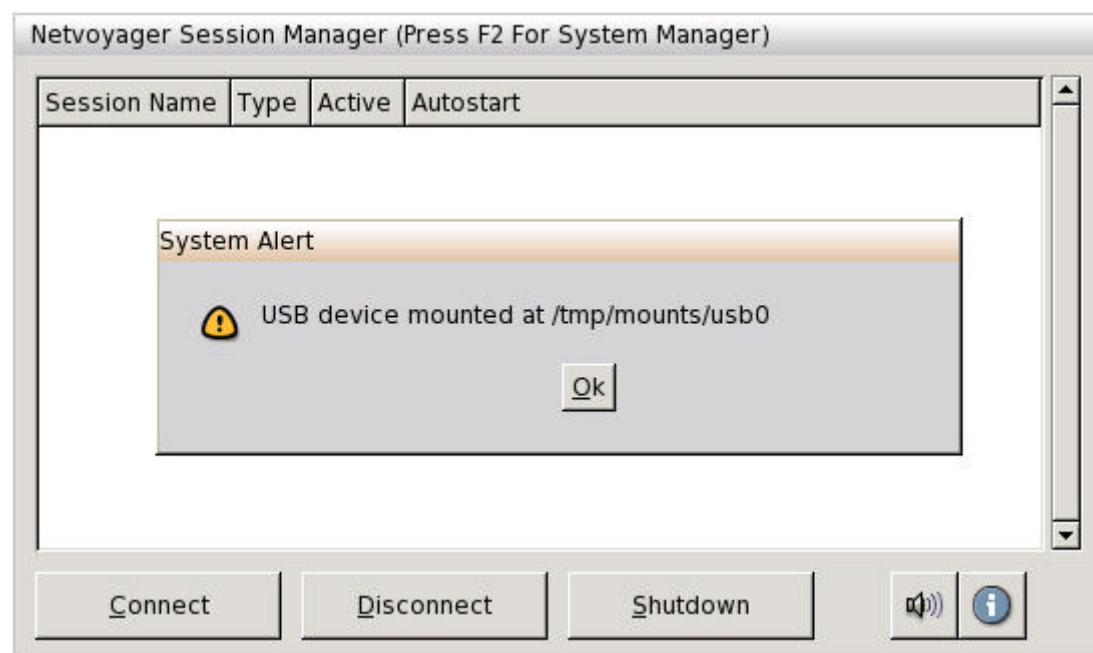 Netvoyager Session Manager (Press F2 For System Manager)
Session Name Type Active Autostart
System Alert
USB device mounted at /tmp/mounts/usb0
Ok
Connect Disconnect Shutdown